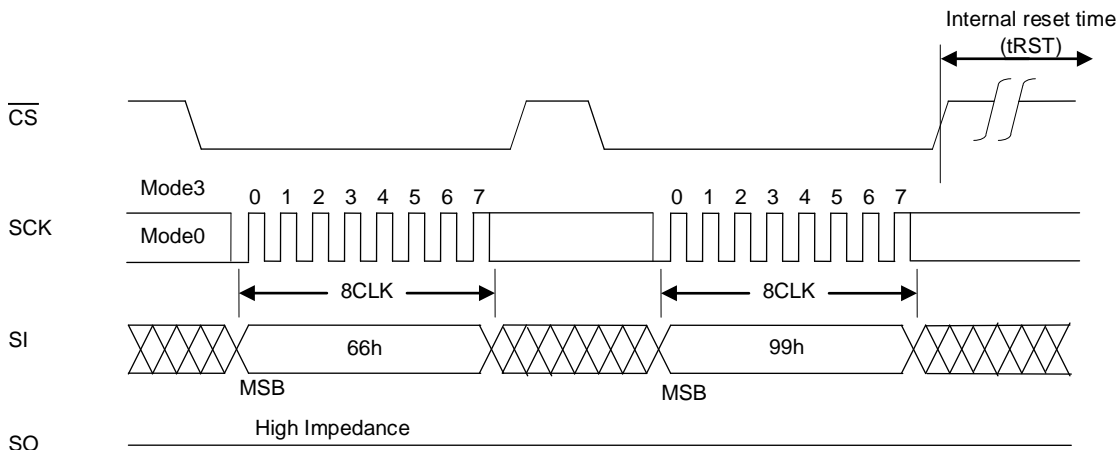 Internal reset time
(tRST)
CS
Mode3
0 1 2 3 4 5 6 7
0 1 2 3 4 5 6 7
SCK
Mode0
8CLK
8CLK
SI
66h
99h
MSB
MSB
High Impedance
SO